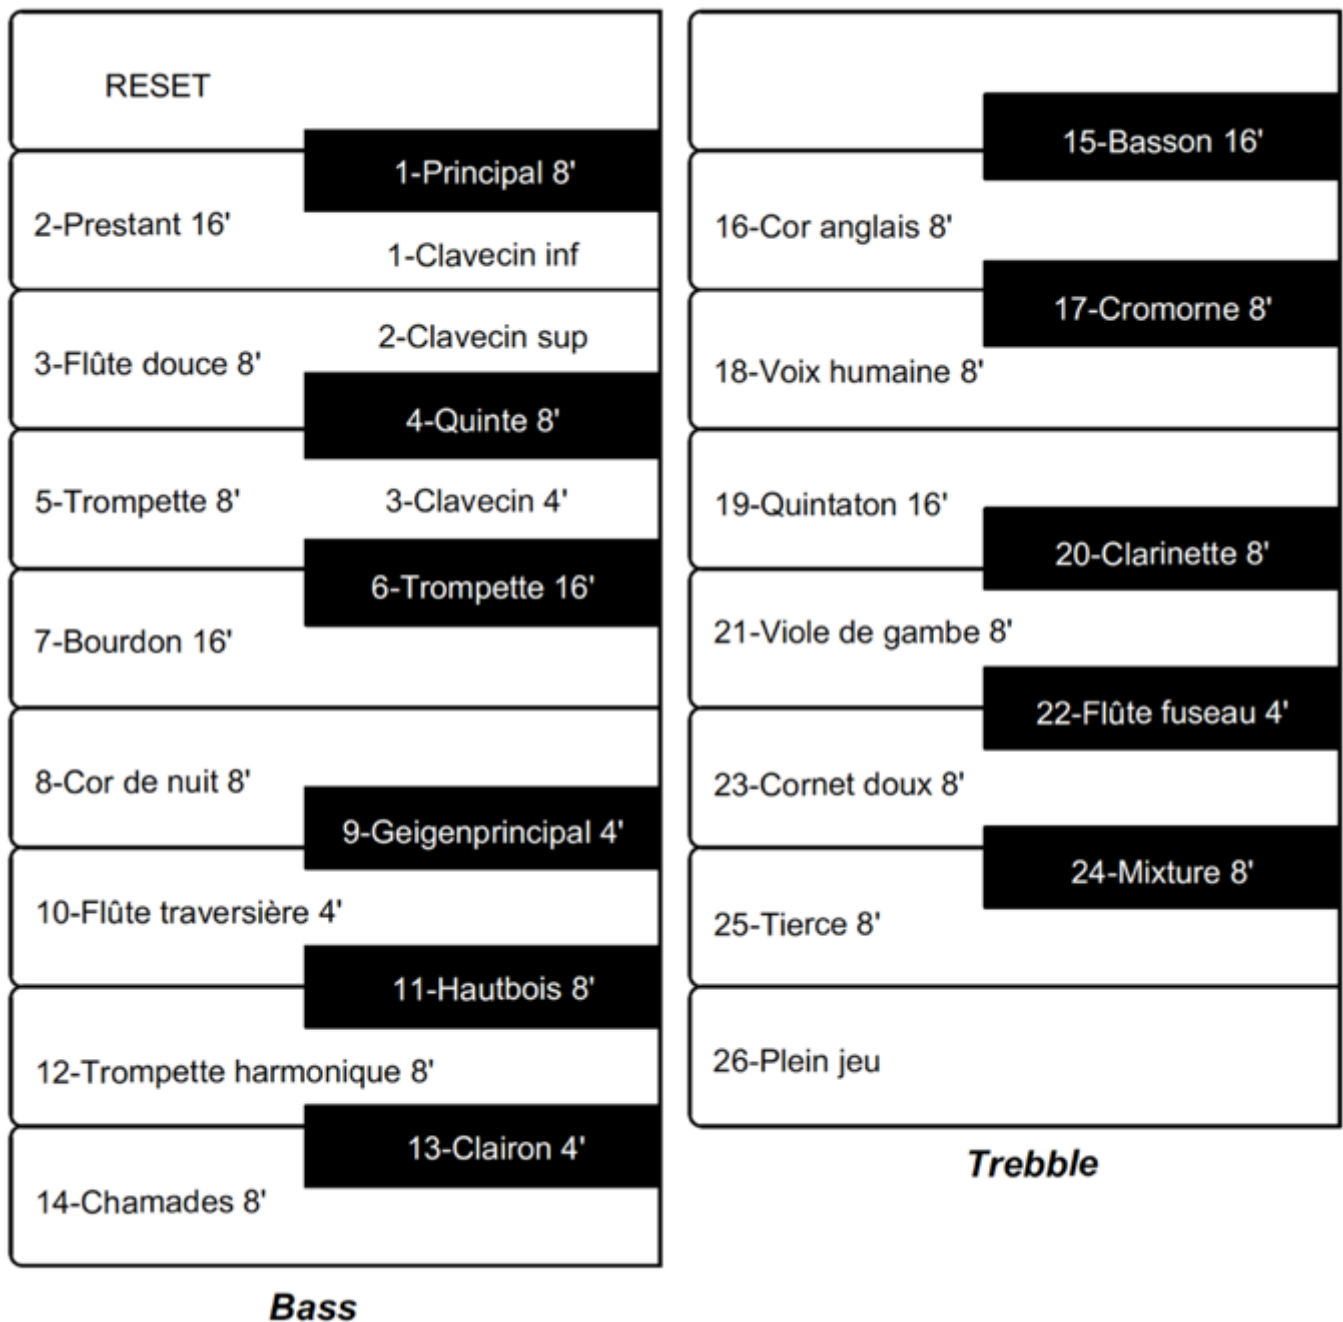 RESET
1-Principal 8'
2-Prestant 16'
1-Clavecin inf
2-Clavecin sup
3-Flûte douce 8'
4-Quinte 8'
5-Trompette 8'
3-Clavecin 4'
6-Trompette 16'
7-Bourdon 16'
8-Cor de nuit 8'
9-Geigenprincipal 4'
10-Flûte traversière 4'
11-Hautbois 8'
12-Trompette harmonique 8'
13-Clairon 4'
14-Chamades 8'
Bass
15-Basson 16'
16-Cor anglais 8'
17-Cromorne 8'
18-Voix humaine 8'
19-Quintaton 16'
20-Clarinette 8'
21-Viole de gambe 8'
22-Flûte fuseau 4'
23-Cornet doux 8'
24-Mixture 8'
25-Tierce 8'
26-Plein jeu
Trebble